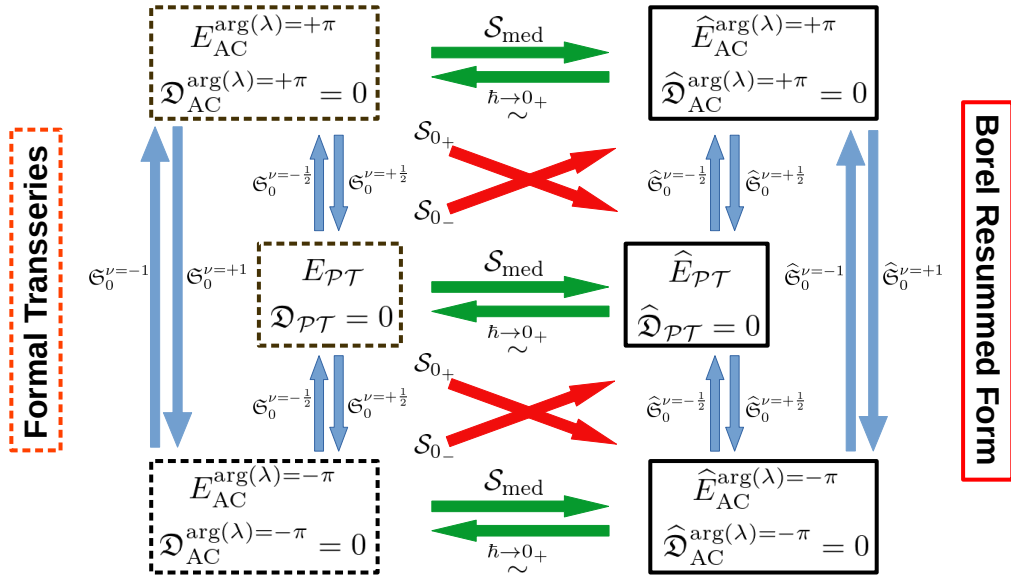 Formal Transseries
E_{AC}^{arg(λ)=+π}
𝔇_{AC}^{arg(λ)=+π} = 0
𝒮_{med}
ℏ→0_+
∼
Ê_{AC}^{arg(λ)=+π}
𝔇̂_{AC}^{arg(λ)=+π} = 0
𝔖_0^{ν=-1}
𝔖_0^{ν=+1}
𝔖_0^{ν=-1/2}
𝔖_0^{ν=+1/2}
𝒮_{0_+}
𝒮_{0_-}
𝔖̂_0^{ν=-1/2}
𝔖̂_0^{ν=+1/2}
𝔖̂_0^{ν=-1}
𝔖̂_0^{ν=+1}
E_{𝒫𝒯}
𝔇_{𝒫𝒯} = 0
𝒮_{med}
ℏ→0_+
∼
Ê_{𝒫𝒯}
𝔇̂_{𝒫𝒯} = 0
𝔖_0^{ν=-1/2}
𝔖_0^{ν=+1/2}
𝒮_{0_+}
𝒮_{0_-}
𝔖̂_0^{ν=-1/2}
𝔖̂_0^{ν=+1/2}
E_{AC}^{arg(λ)=-π}
𝔇_{AC}^{arg(λ)=-π} = 0
𝒮_{med}
ℏ→0_+
∼
Ê_{AC}^{arg(λ)=-π}
𝔇̂_{AC}^{arg(λ)=-π} = 0
Borel Resummed Form